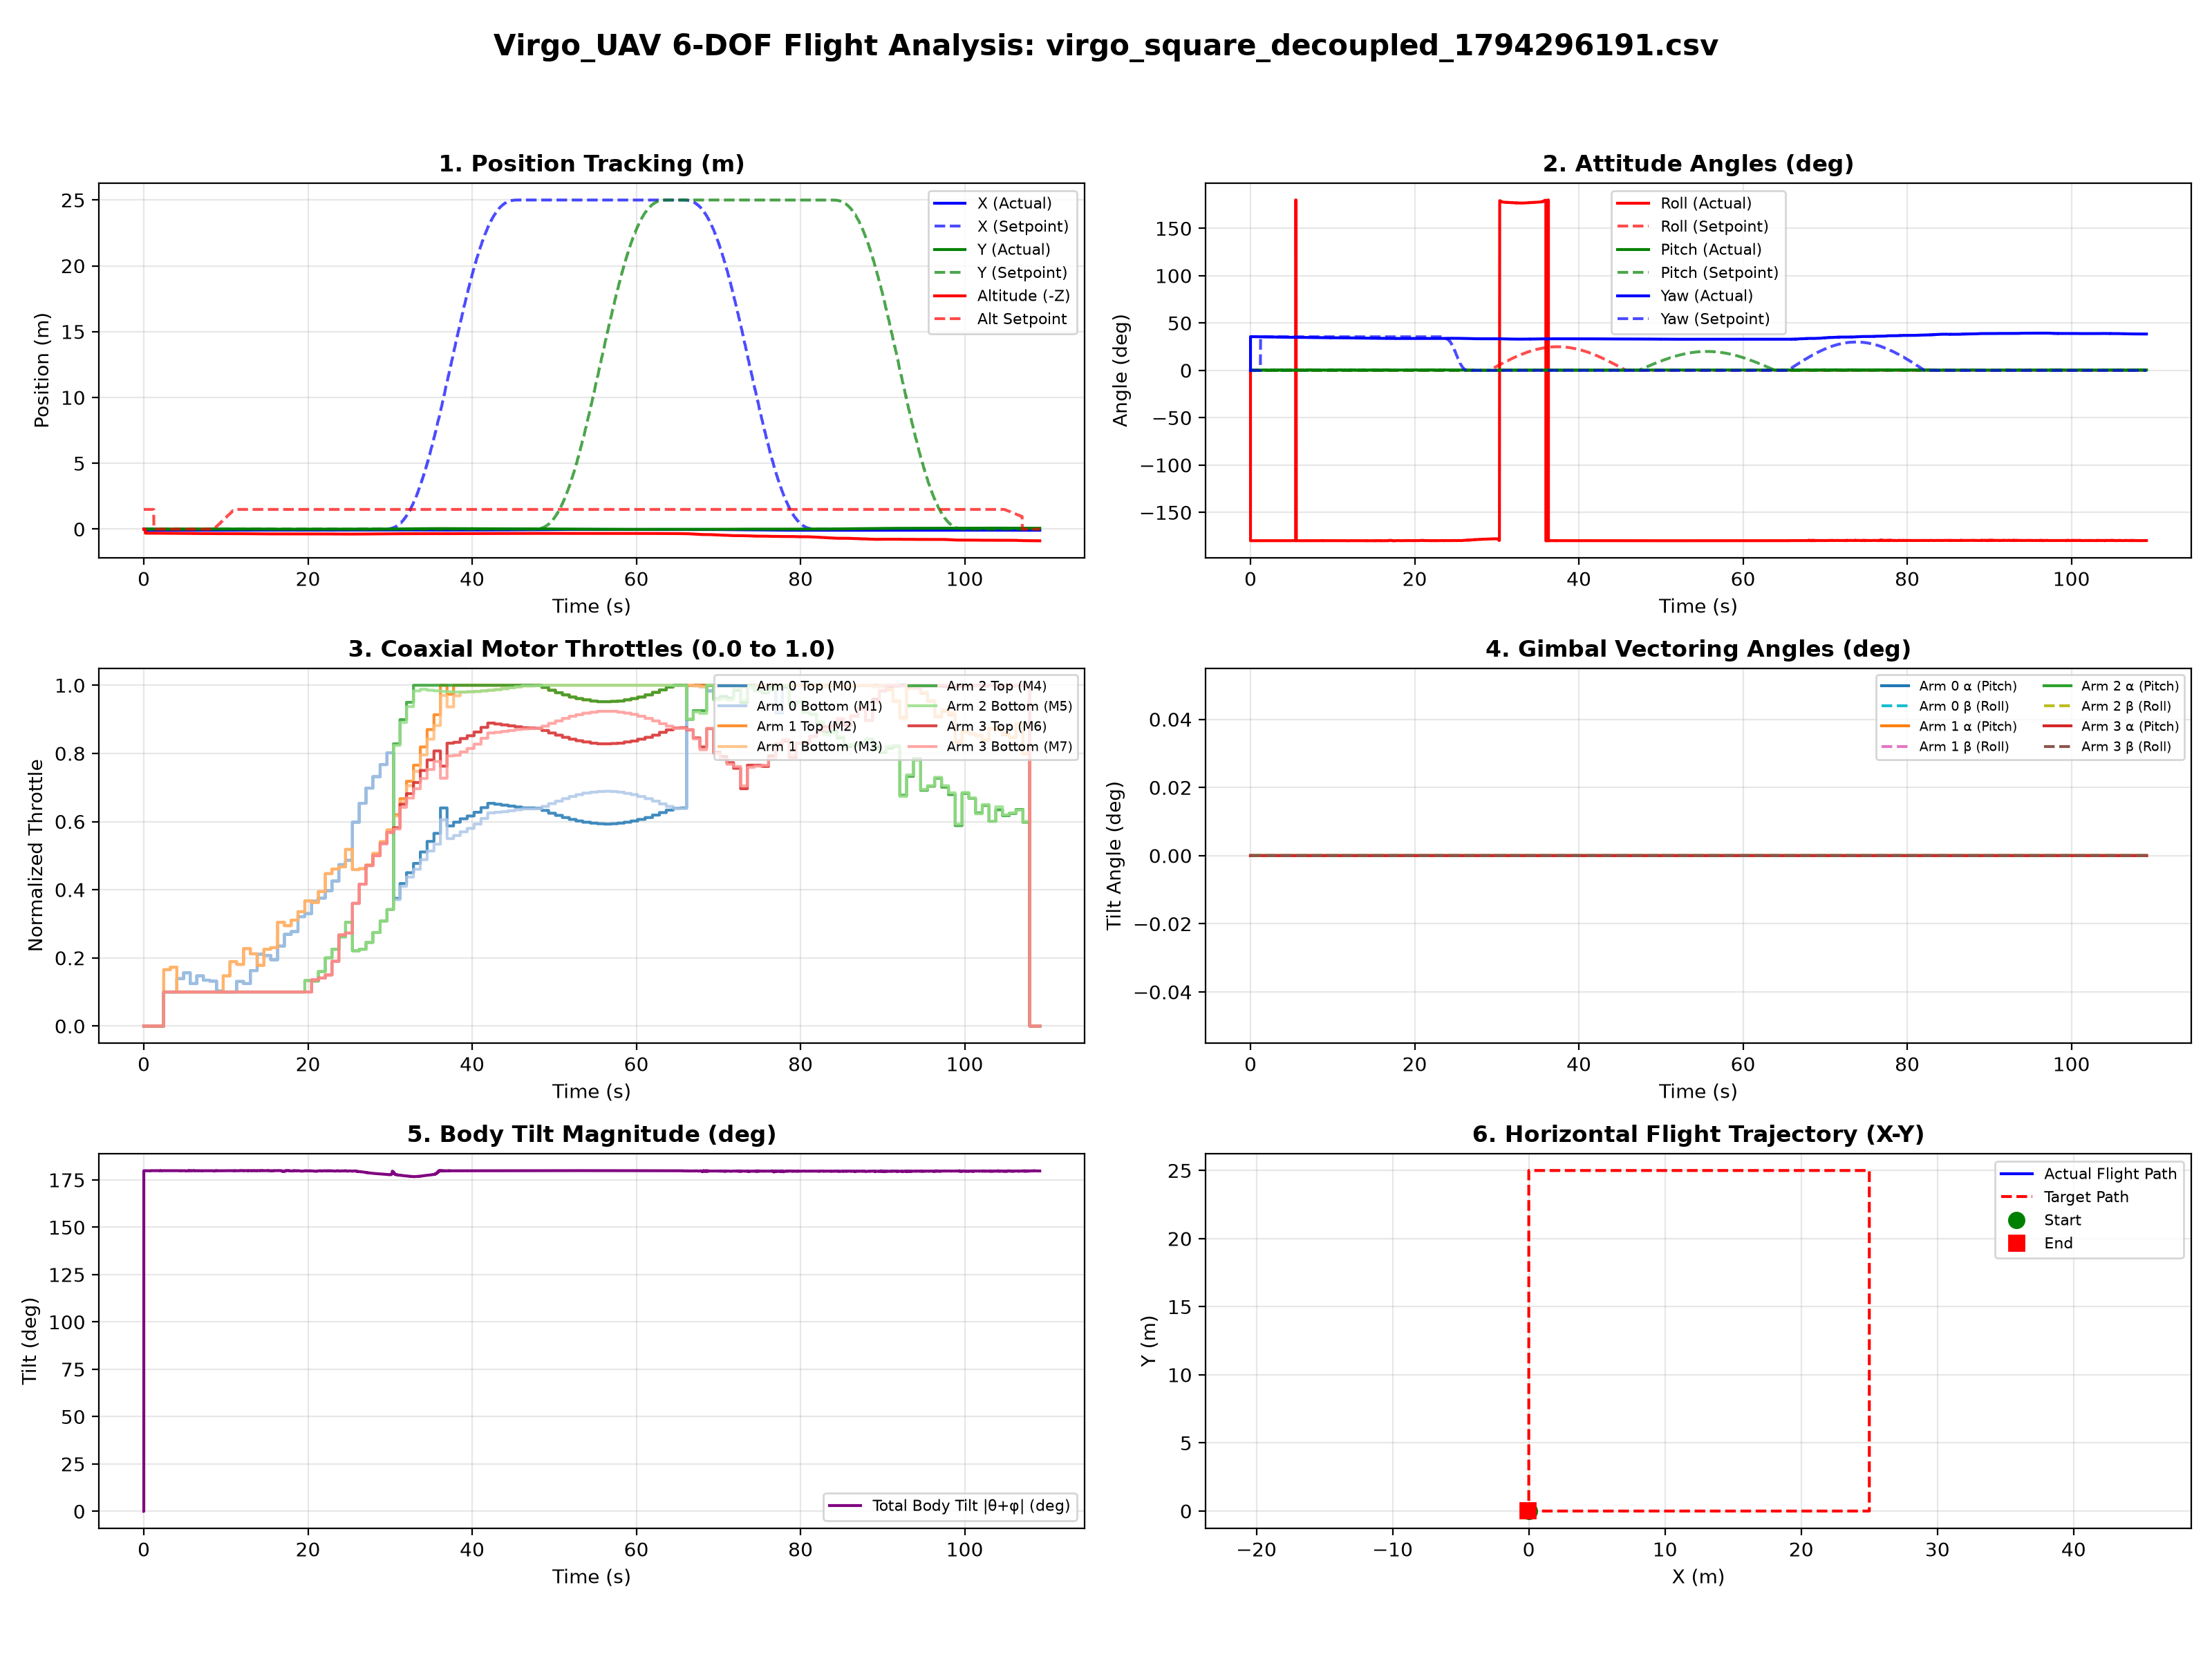 Virgo_UAV 6-DOF Flight Analysis: virgo_square_decoupled_1794296191.csv
1. Position Tracking (m)
25
20
15
10
5
0
Position (m)
0 20 40 60 80 100
Time (s)
X (Actual)
X (Setpoint)
Y (Actual)
Y (Setpoint)
Altitude (-Z)
Alt Setpoint
2. Attitude Angles (deg)
150
100
50
0
−50
−100
−150
Angle (deg)
0 20 40 60 80 100
Time (s)
Roll (Actual)
Roll (Setpoint)
Pitch (Actual)
Pitch (Setpoint)
Yaw (Actual)
Yaw (Setpoint)
3. Coaxial Motor Throttles (0.0 to 1.0)
1.0
0.8
0.6
0.4
0.2
0.0
Normalized Throttle
0 20 40 60 80 100
Time (s)
Arm 0 Top (M0)
Arm 0 Bottom (M1)
Arm 1 Top (M2)
Arm 1 Bottom (M3)
Arm 2 Top (M4)
Arm 2 Bottom (M5)
Arm 3 Top (M6)
Arm 3 Bottom (M7)
4. Gimbal Vectoring Angles (deg)
0.04
0.02
0.00
−0.02
−0.04
Tilt Angle (deg)
0 20 40 60 80 100
Time (s)
Arm 0 α (Pitch)
Arm 0 β (Roll)
Arm 1 α (Pitch)
Arm 1 β (Roll)
Arm 2 α (Pitch)
Arm 2 β (Roll)
Arm 3 α (Pitch)
Arm 3 β (Roll)
5. Body Tilt Magnitude (deg)
175
150
125
100
75
50
25
0
Tilt (deg)
0 20 40 60 80 100
Time (s)
Total Body Tilt |θ+φ| (deg)
6. Horizontal Flight Trajectory (X-Y)
25
20
15
10
5
0
Y (m)
−20 −10 0 10 20 30 40
X (m)
Actual Flight Path
Target Path
Start
End